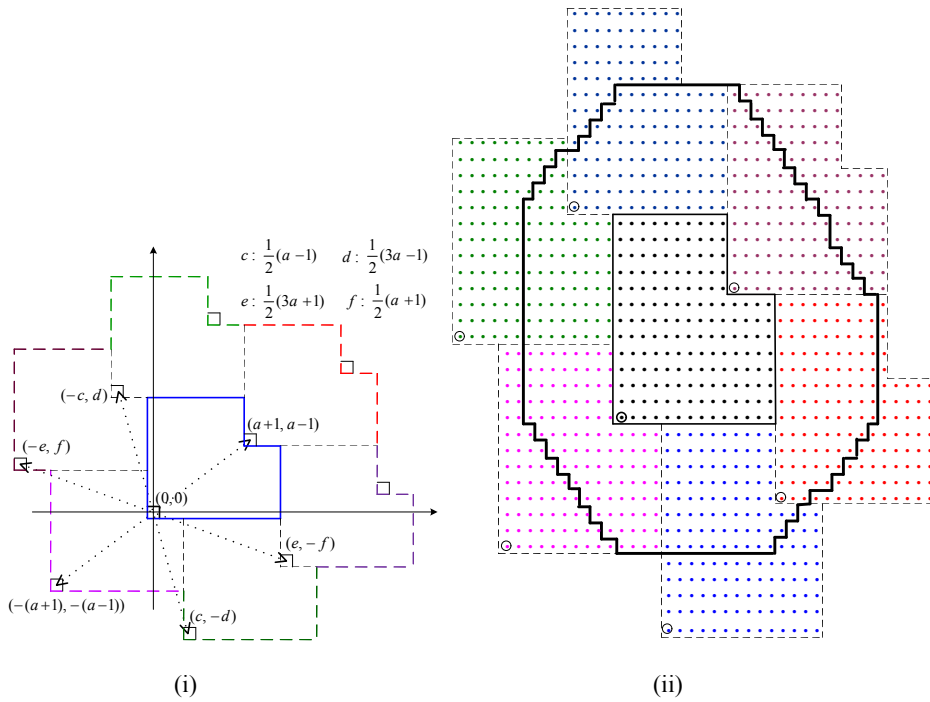 c: 1/2(a−1) d: 1/2(3a−1)
e: 1/2(3a+1) f: 1/2(a+1)
(−c, d)
(a+1, a−1)
(−e, f)
(0,0)
(e, −f)
(−(a+1), −(a−1))
(c, −d)
(i) (ii)